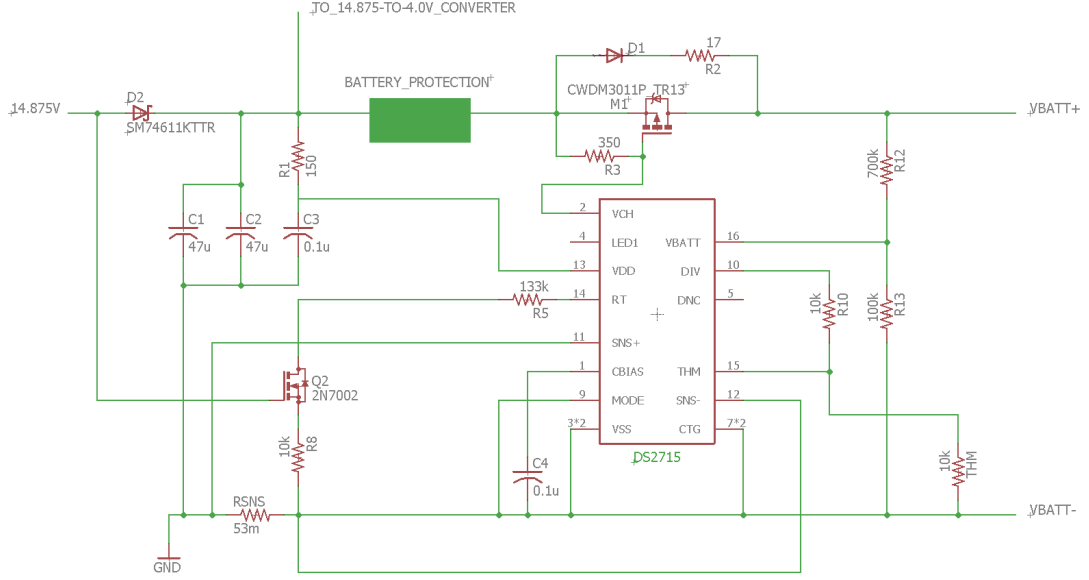 TO_14.875-TO-4.0V_CONVERTER
D1
17
R2
BATTERY_PROTECTION
CWDM3011P_TR13
M1
14.875V
D2
SM74611KTTR
VBATT+
R1
150
350
R3
700k
R12
C1
47u
C2
47u
C3
0.1u
2
VCH
4
LED1
VBATT
16
13
VDD
DIV
10
133k
R5
14
RT
DNC
5
10k
R10
100k
R13
11
SNS+
1
CBIAS
THM
15
9
MODE
SNS-
12
3*2
VSS
CTG
7*2
Q2
2N7002
10k
R8
C4
0.1u
DS2715
10k
THM
RSNS
53m
VBATT-
GND